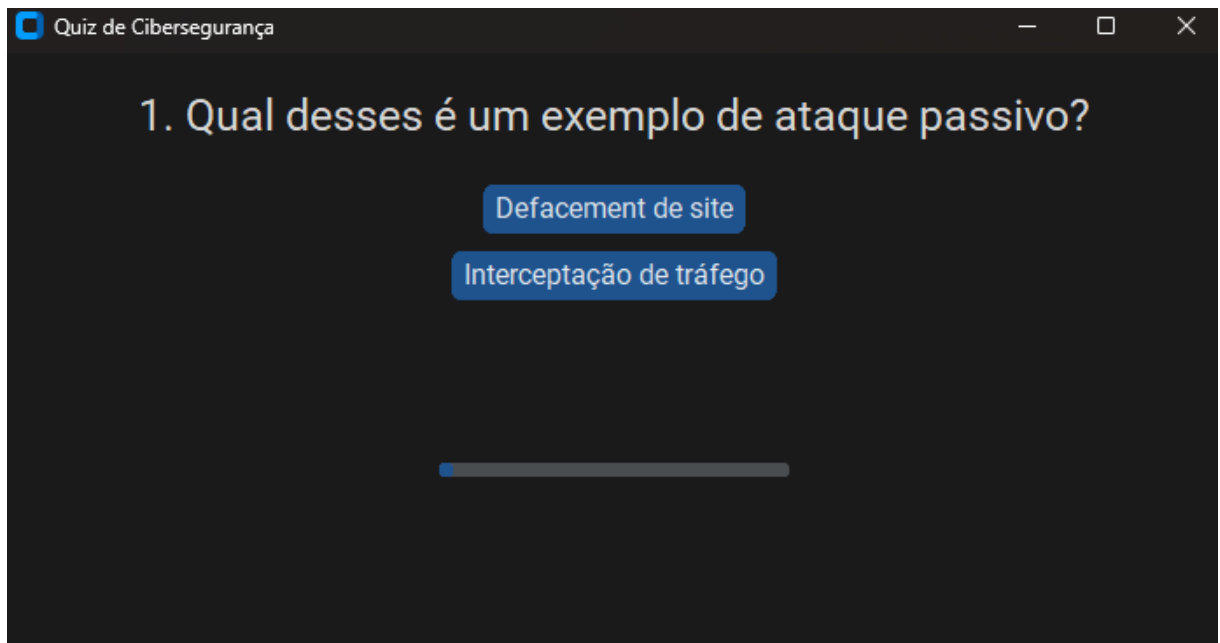 Quiz de Cibersegurança
1. Qual desses é um exemplo de ataque passivo?
Defacement de site
Interceptação de tráfego